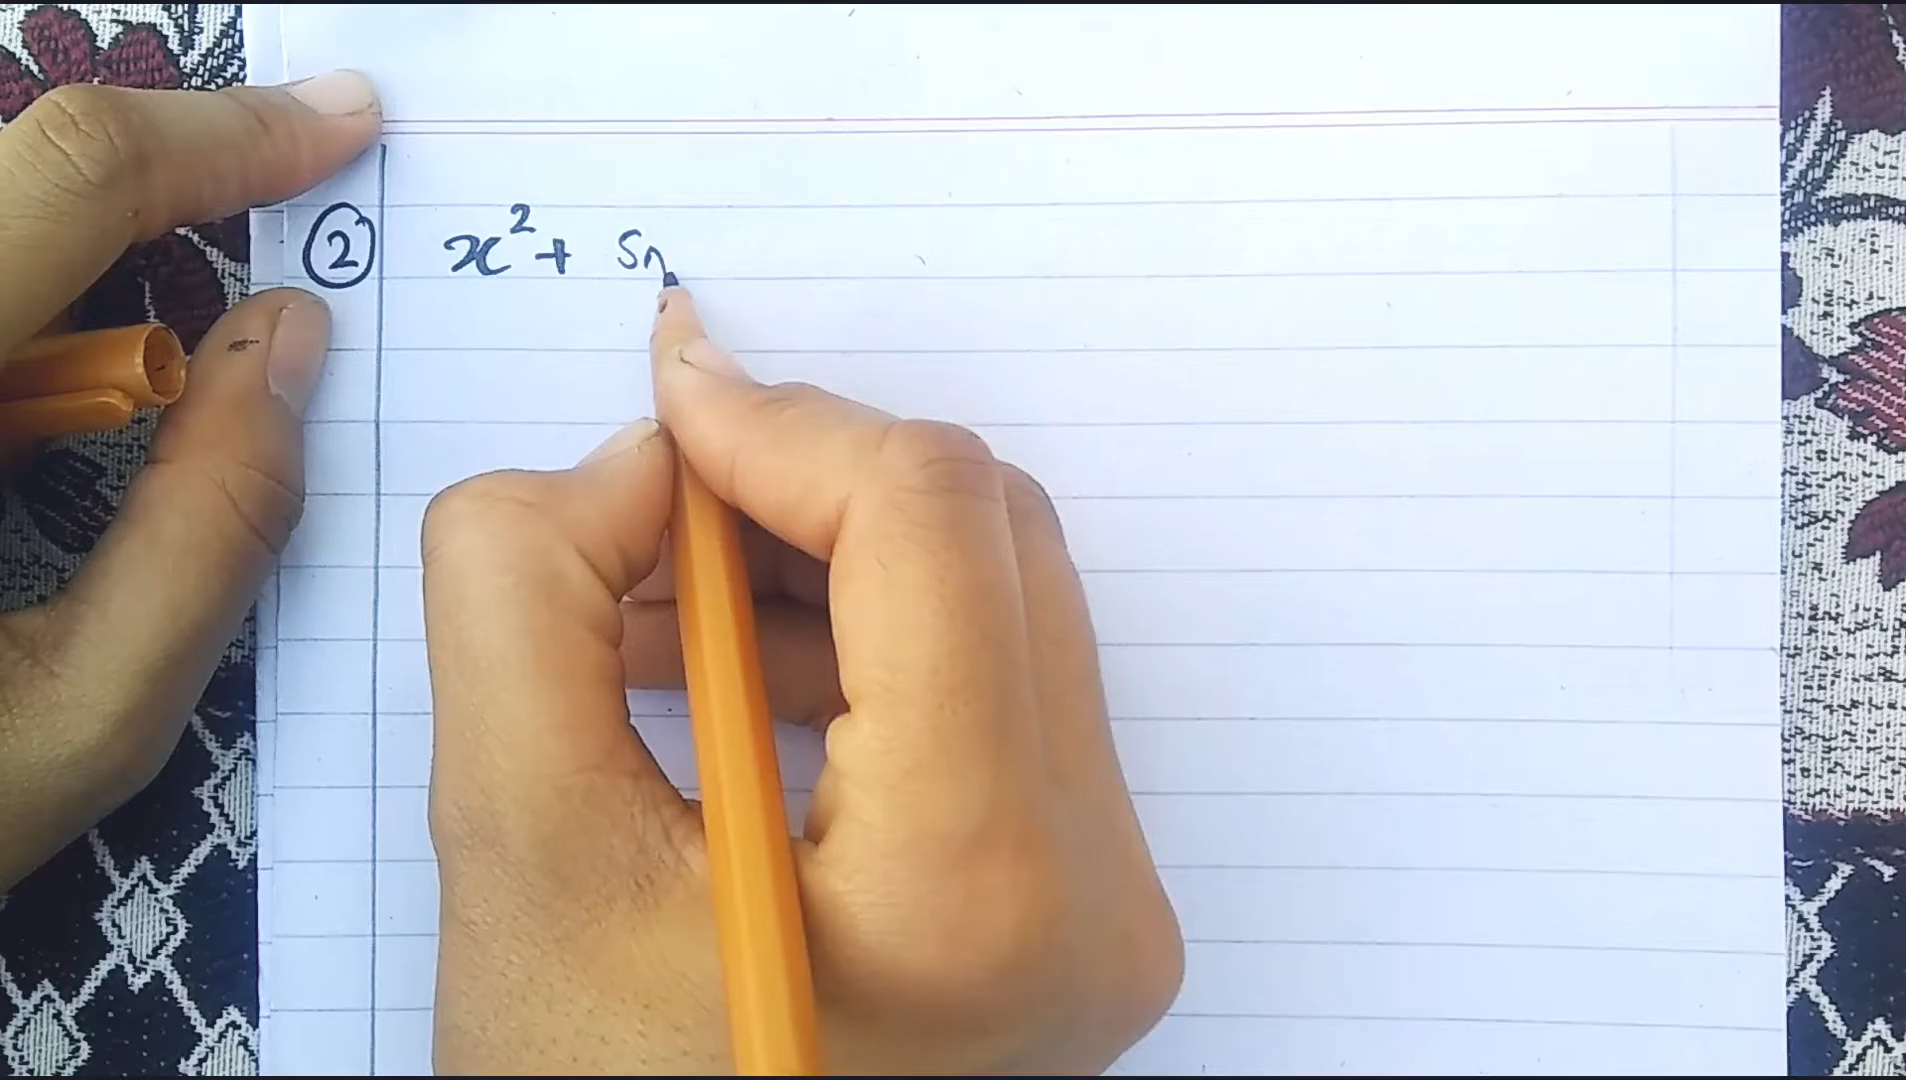 ② x² + 5